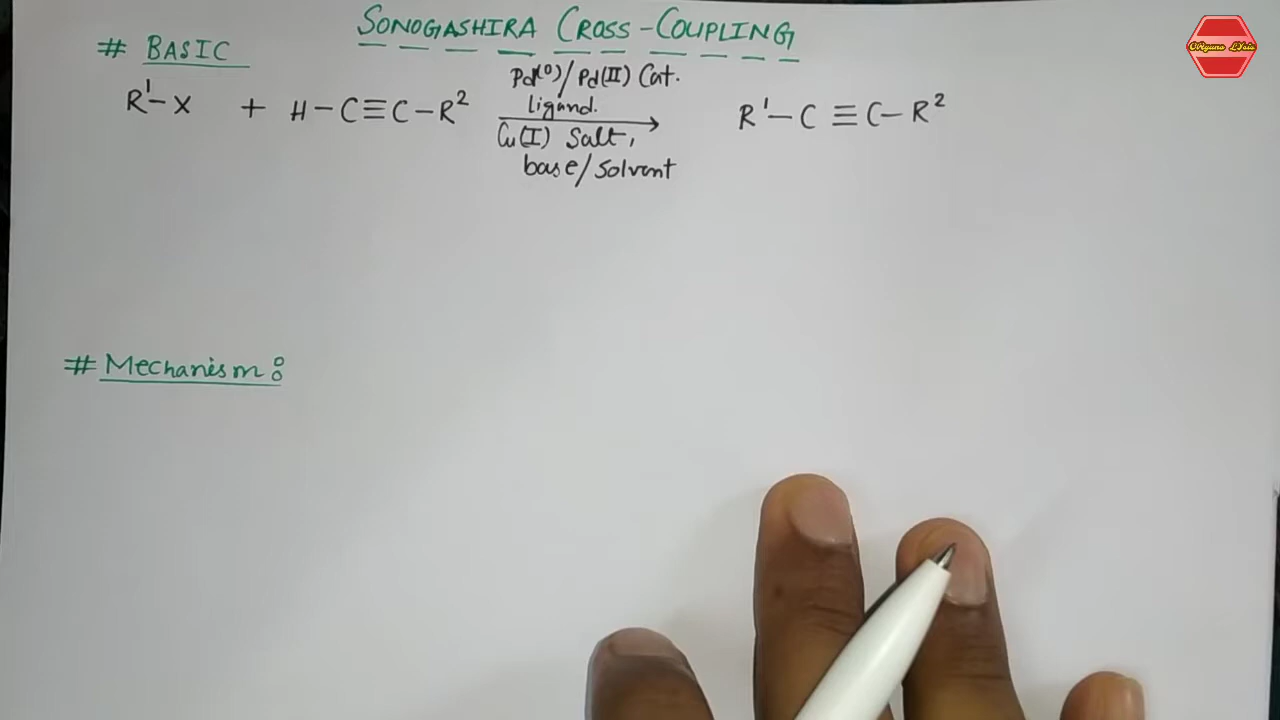 SONOGASHIRA CROSS-COUPLING
# BASIC
R¹-X + H-C≡C-R² Pd(0)/Pd(II) Cat.
ligand.
Cu(I) Salt,
base/solvent
R¹-C≡C-R²
# Mechanism: